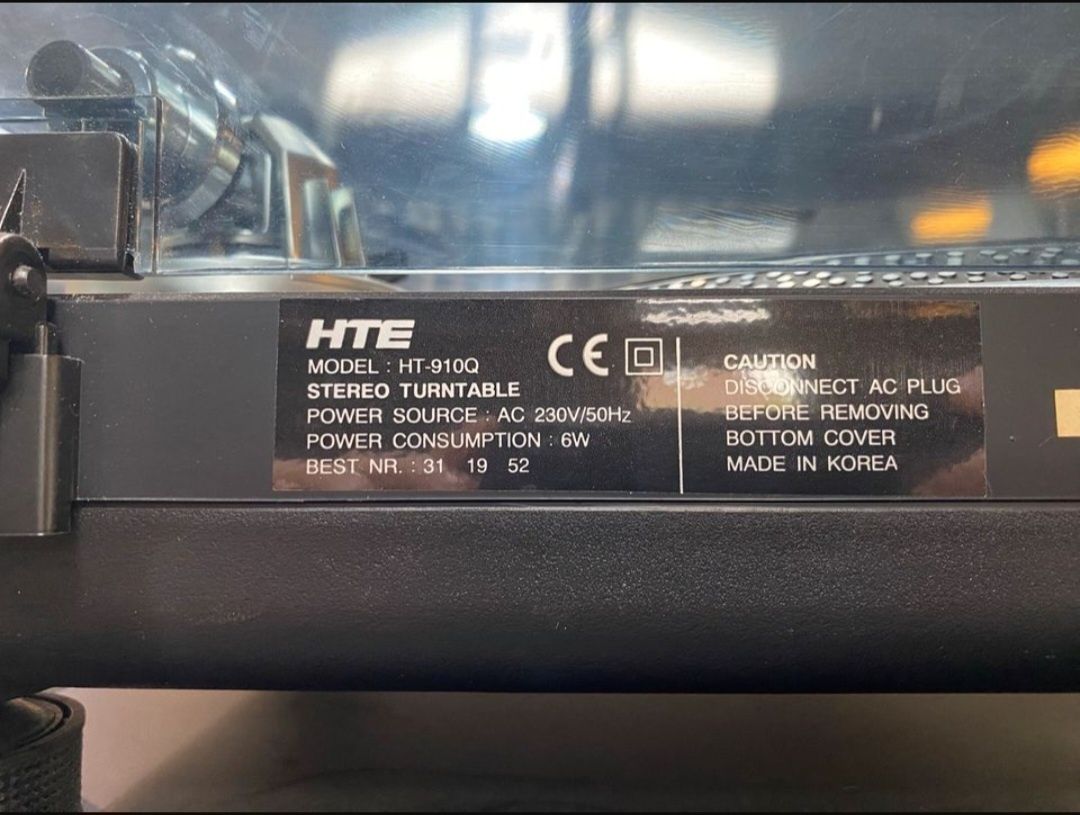 HTE
MODEL : HT-910Q
STEREO TURNTABLE
POWER SOURCE : AC 230V/50Hz
POWER CONSUMPTION : 6W
BEST NR. : 31 19 52
CE
CAUTION
DISCONNECT AC PLUG
BEFORE REMOVING
BOTTOM COVER
MADE IN KOREA